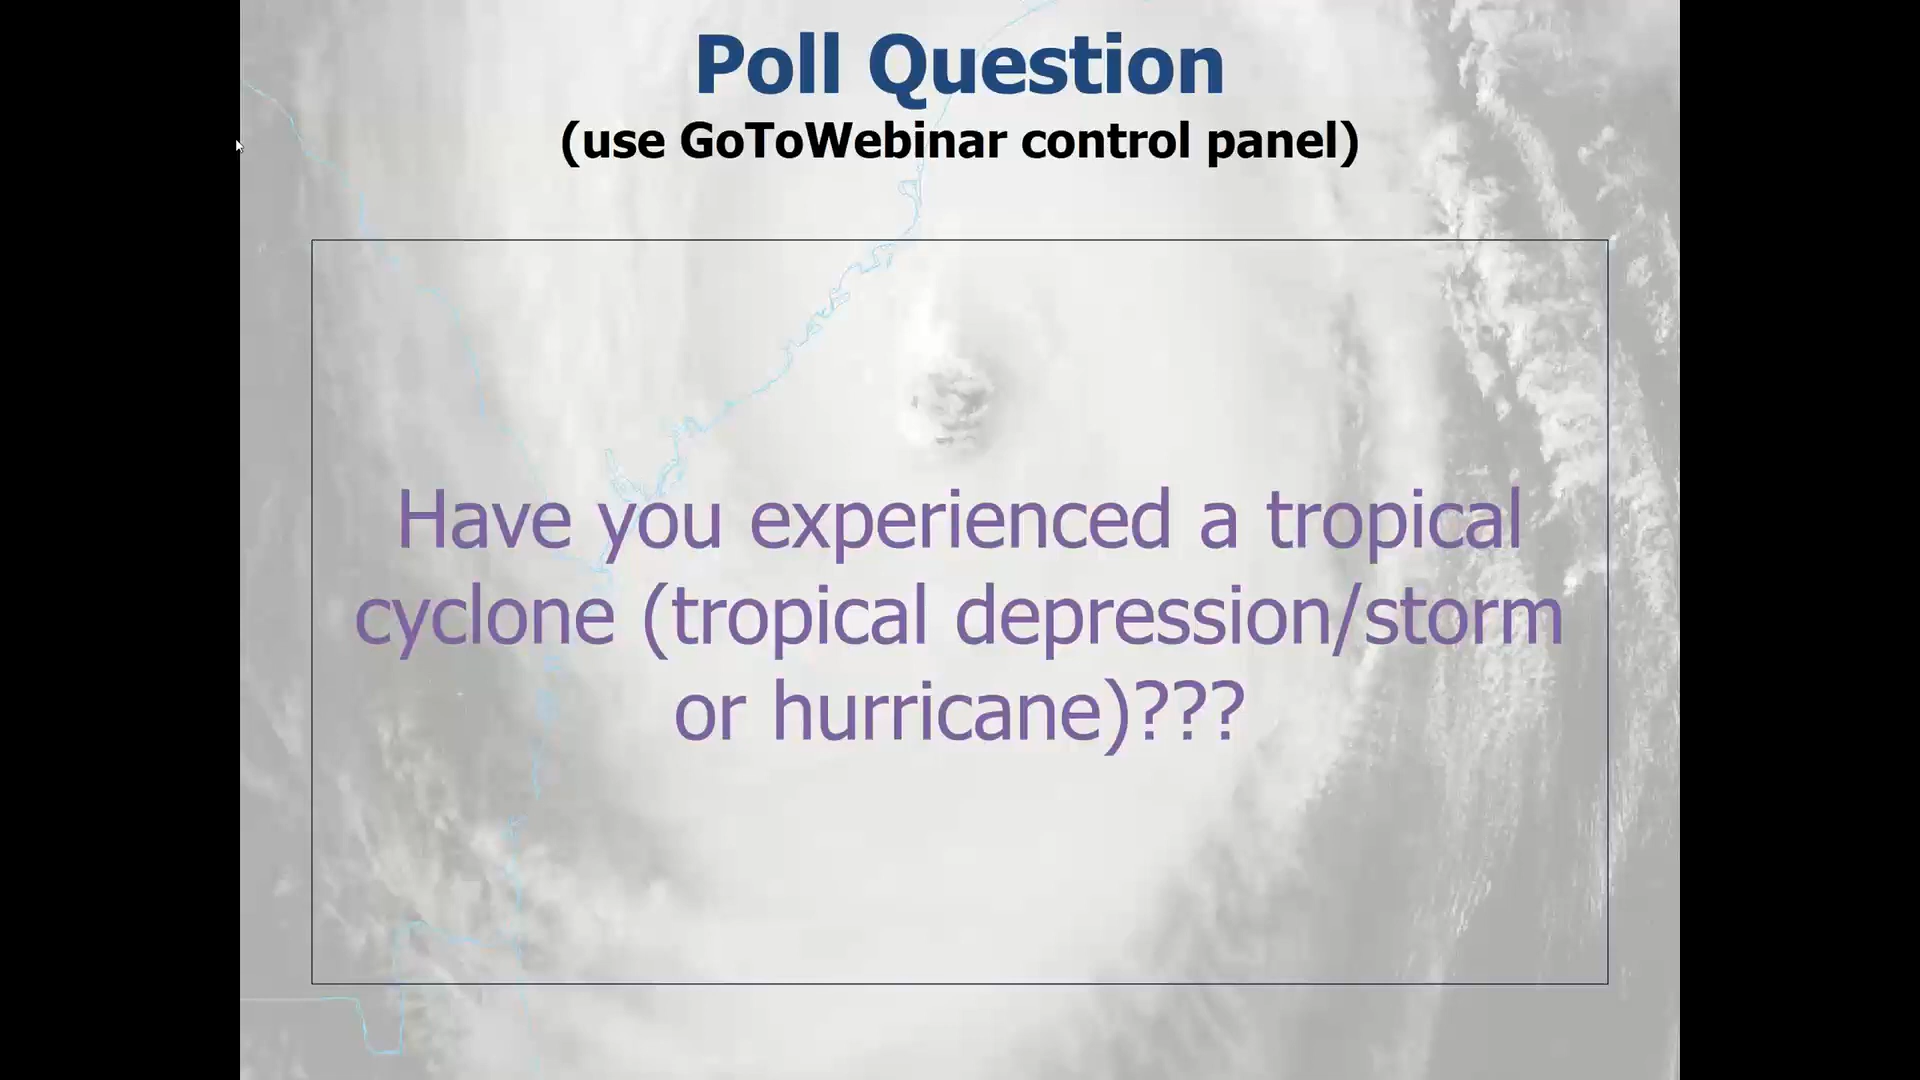 Poll Question
(use GoToWebinar control panel)
Have you experienced a tropical
cyclone (tropical depression/storm
or hurricane)???